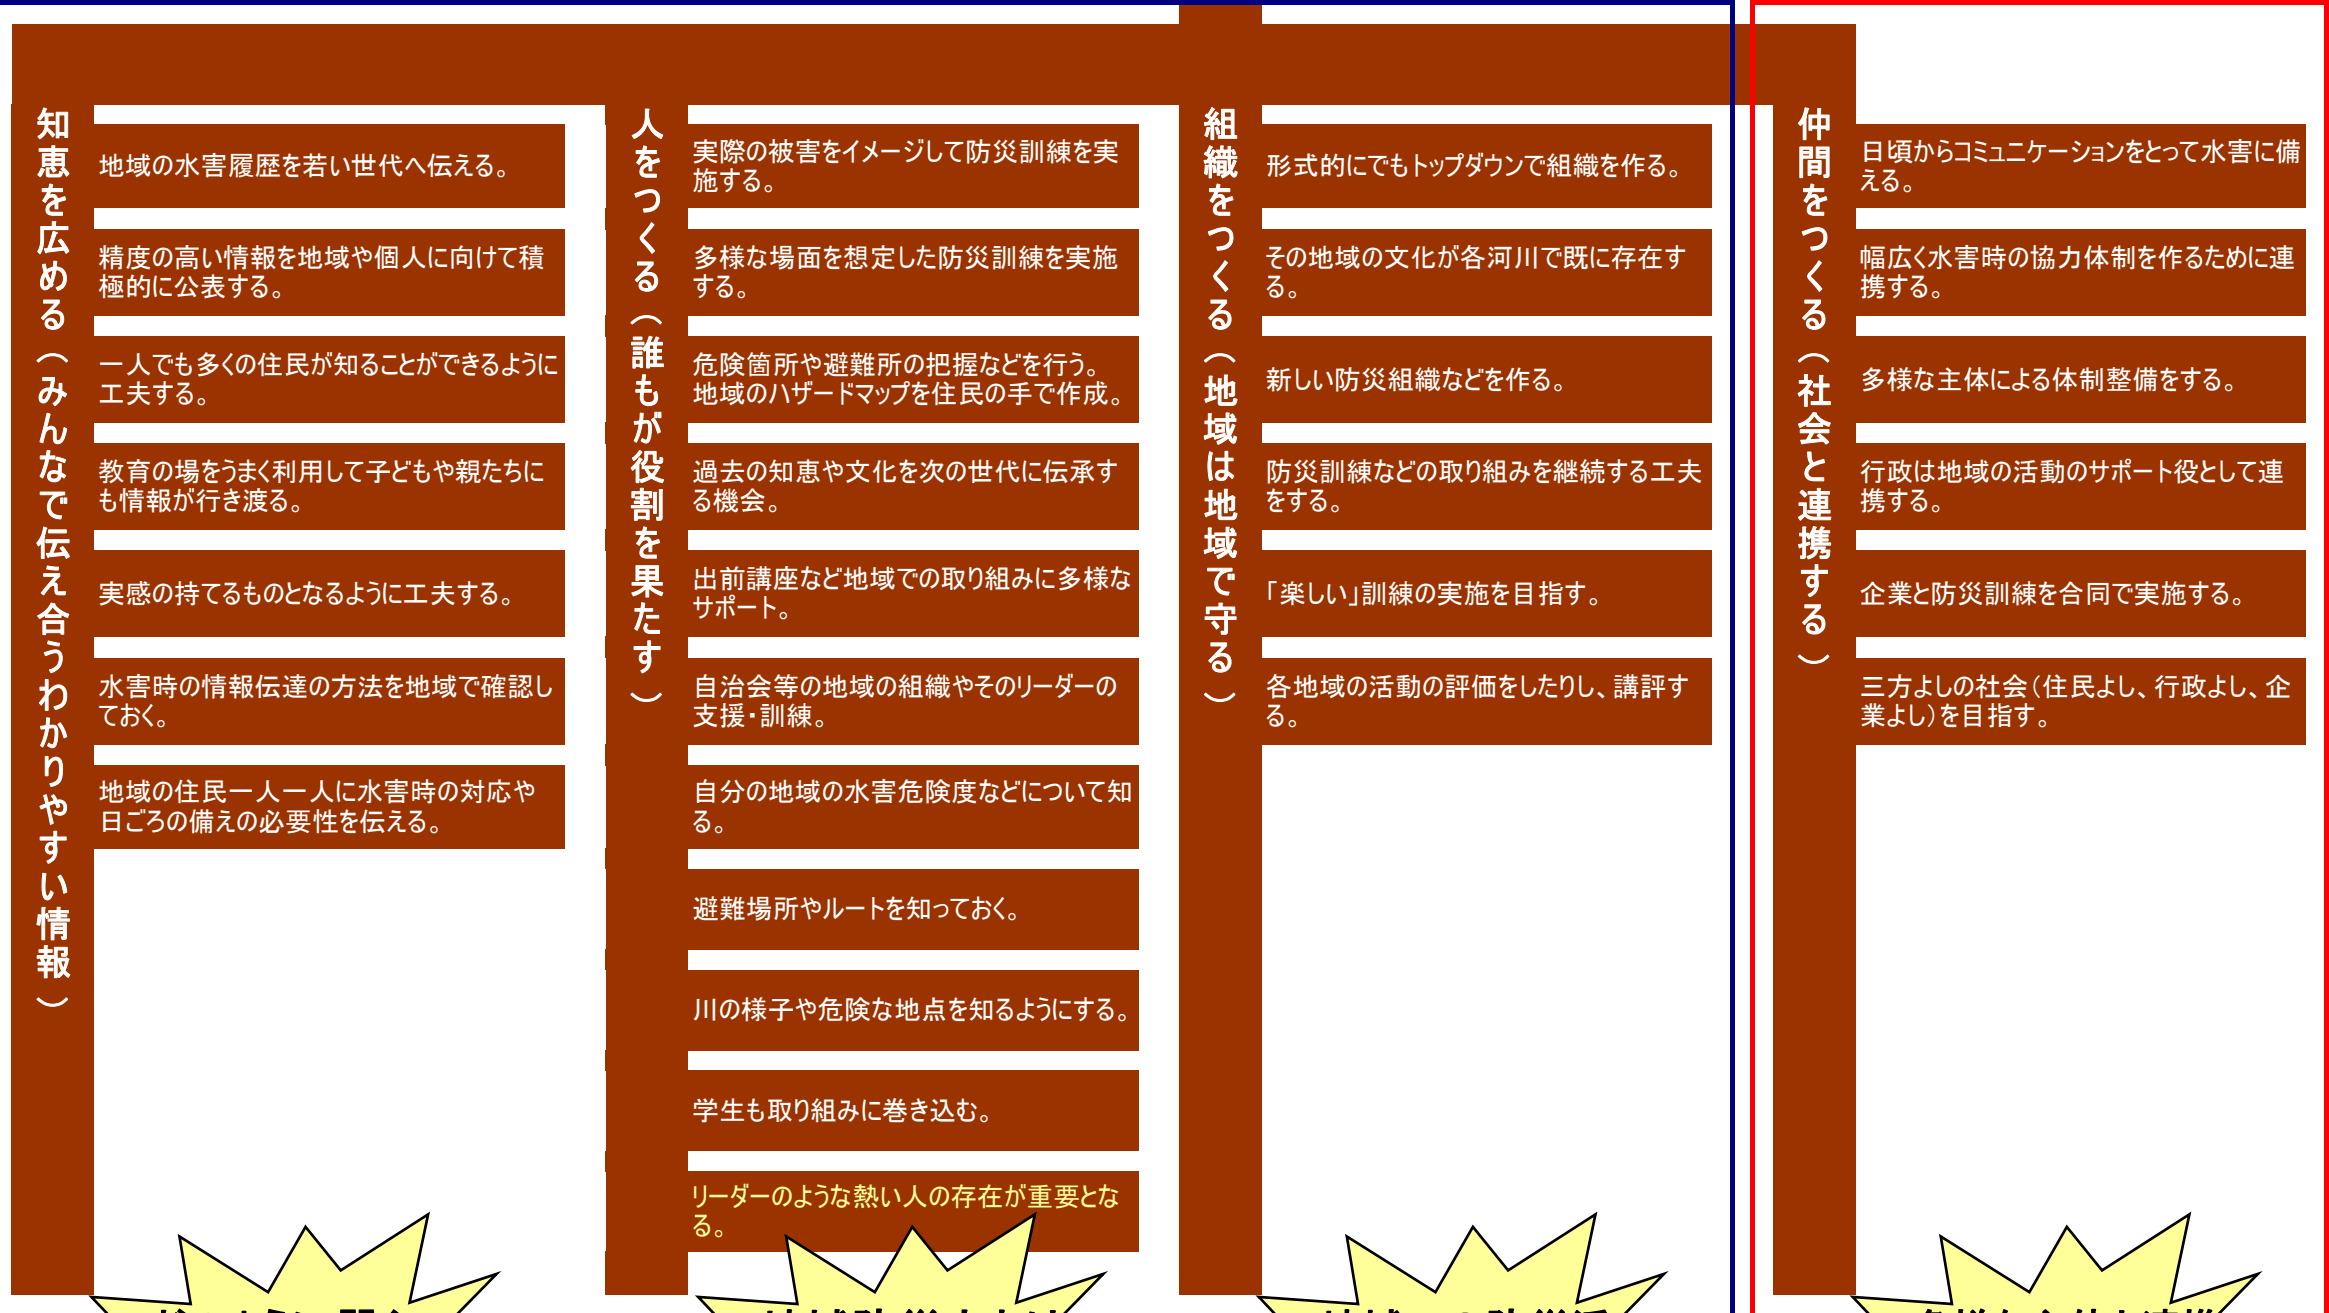 知恵を広める（みんなで伝え合うわかりやすい情報）
地域の水害履歴を若い世代へ伝える。
精度の高い情報を地域や個人に向けて積
極的に公表する。
一人でも多くの住民が知ることができるように
工夫する。
教育の場をうまく利用して子どもや親たちに
も情報が行き渡る。
実感の持てるものとなるように工夫する。
水害時の情報伝達の方法を地域で確認し
ておく。
地域の住民一人一人に水害時の対応や
日ごろの備えの必要性を伝える。
人をつくる（誰もが役割を果たす）
実際の被害をイメージして防災訓練を実
施する。
多様な場面を想定した防災訓練を実施
する。
危険箇所や避難所の把握などを行う。
地域のハザードマップを住民の手で作成。
過去の知恵や文化を次の世代に伝承す
る機会。
出前講座など地域での取り組みに多様な
サポート。
自治会等の地域の組織やそのリーダーの
支援・訓練。
自分の地域の水害危険度などについて知
る。
避難場所やルートを知っておく。
川の様子や危険な地点を知るようにする。
学生も取り組みに巻き込む。
リーダーのような熱い人の存在が重要とな
る。
組織をつくる（地域は地域で守る）
形式的にでもトップダウンで組織を作る。
その地域の文化が各河川で既に存在す
る。
新しい防災組織などを作る。
防災訓練などの取り組みを継続する工夫
をする。
「楽しい」訓練の実施を目指す。
各地域の活動の評価をしたりし、講評す
る。
仲間をつくる（社会と連携する）
日頃からコミュニケーションをとって水害に備
える。
幅広く水害時の協力体制を作るために連
携する。
多様な主体による体制整備をする。
行政は地域の活動のサポート役として連
携する。
企業と防災訓練を合同で実施する。
三方よしの社会（住民よし、行政よし、企
業よし）を目指す。